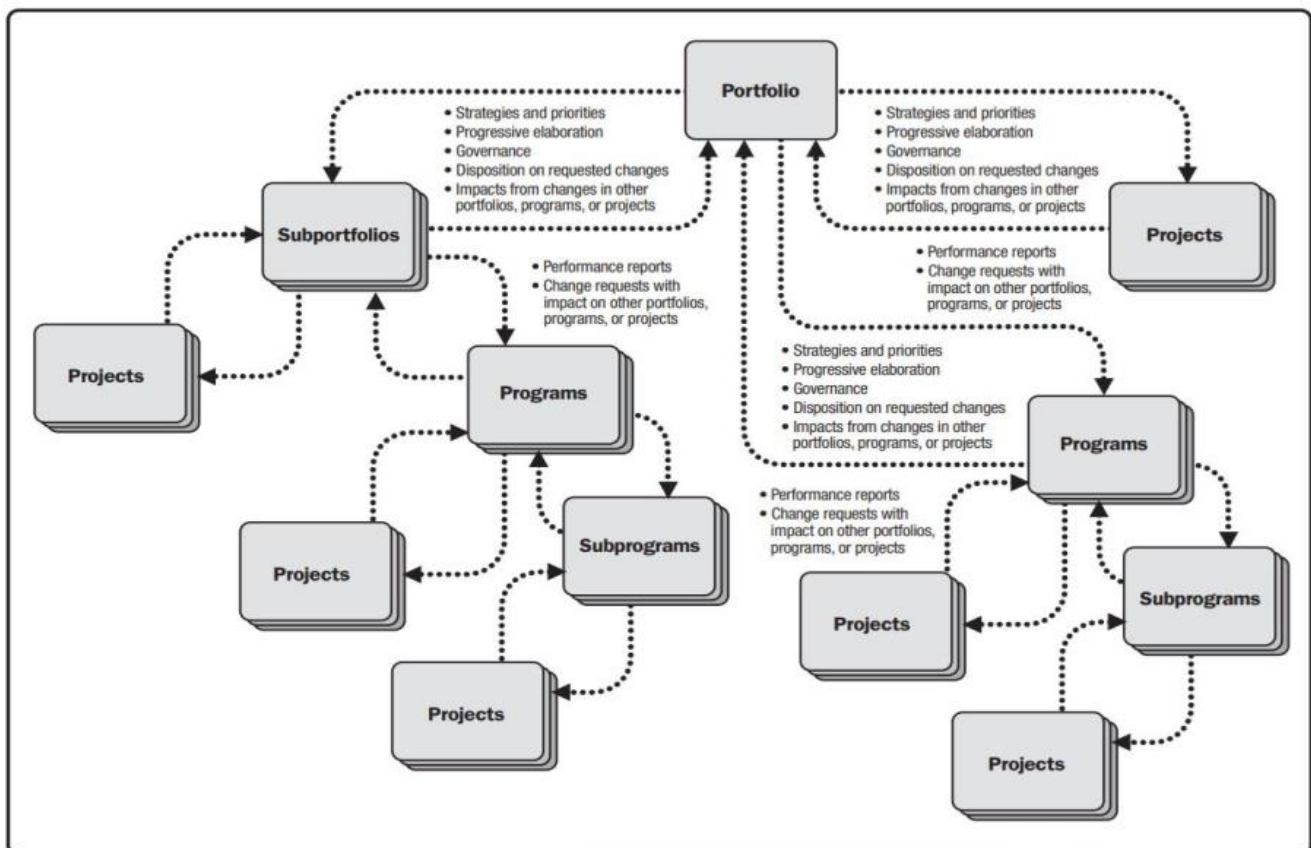 Portfolio
• Strategies and priorities
• Progressive elaboration
• Governance
• Disposition on requested changes
• Impacts from changes in other
portfolios, programs, or projects
• Strategies and priorities
• Progressive elaboration
• Governance
• Disposition on requested changes
• Impacts from changes in other
portfolios, programs, or projects
Subportfolios
Projects
• Performance reports
• Change requests with
impact on other portfolios,
programs, or projects
• Performance reports
• Change requests with
impact on other portfolios,
programs, or projects
Projects
Programs
• Strategies and priorities
• Progressive elaboration
• Governance
• Disposition on requested changes
• Impacts from changes in other
portfolios, programs, or projects
Programs
• Performance reports
• Change requests with
impact on other portfolios,
programs, or projects
Projects
Subprograms
Projects
Subprograms
Projects
Projects